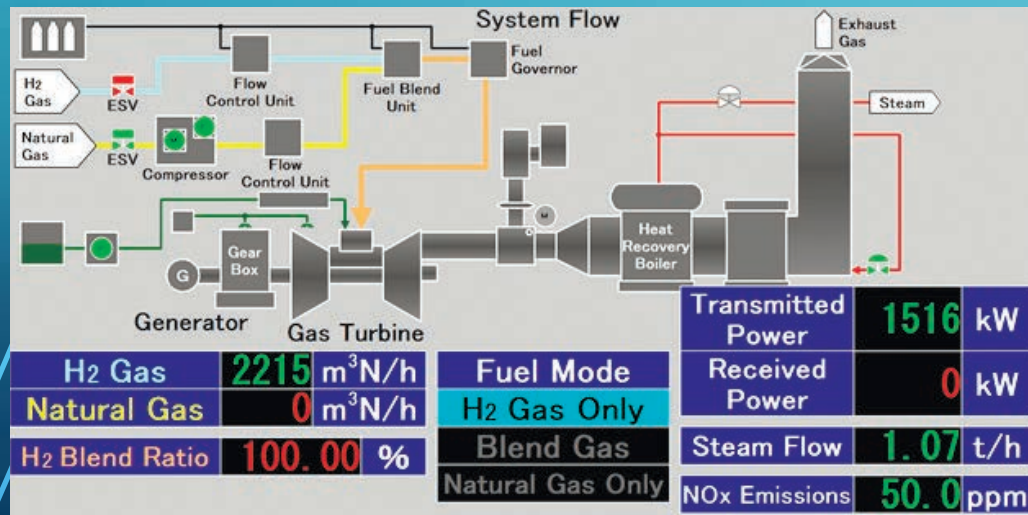 System Flow
Exhaust
Gas
H2
Gas
ESV
Flow
Control Unit
Fuel Blend
Unit
Fuel
Governor
Steam
Natural
Gas
ESV
Compressor
Flow
Control Unit
M
Gear
Box
G
Heat
Recovery
Boiler
Generator
Gas Turbine
Transmitted
Power
1516 kW
Received
Power
0 kW
H2 Gas 2215 m³N/h
Natural Gas 0 m³N/h
H2 Blend Ratio 100.00 %
Fuel Mode
H2 Gas Only
Blend Gas
Natural Gas Only
Steam Flow 1.07 t/h
NOx Emissions 50.0 ppm